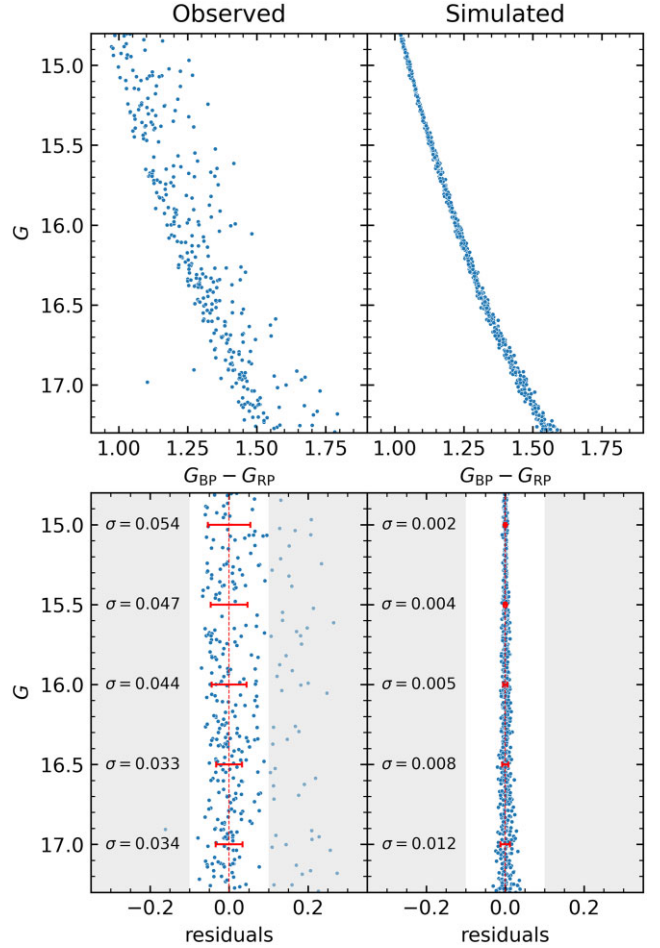 Observed Simulated
15.0
15.5
16.0
16.5
17.0
G
1.00 1.25 1.50 1.75 1.00 1.25 1.50 1.75
G_BP − G_RP G_BP − G_RP
15.0 σ = 0.054 σ = 0.002
15.5 σ = 0.047 σ = 0.004
16.0 σ = 0.044 σ = 0.005
16.5 σ = 0.033 σ = 0.008
17.0 σ = 0.034 σ = 0.012
G
−0.2 0.0 0.2 −0.2 0.0 0.2
residuals residuals